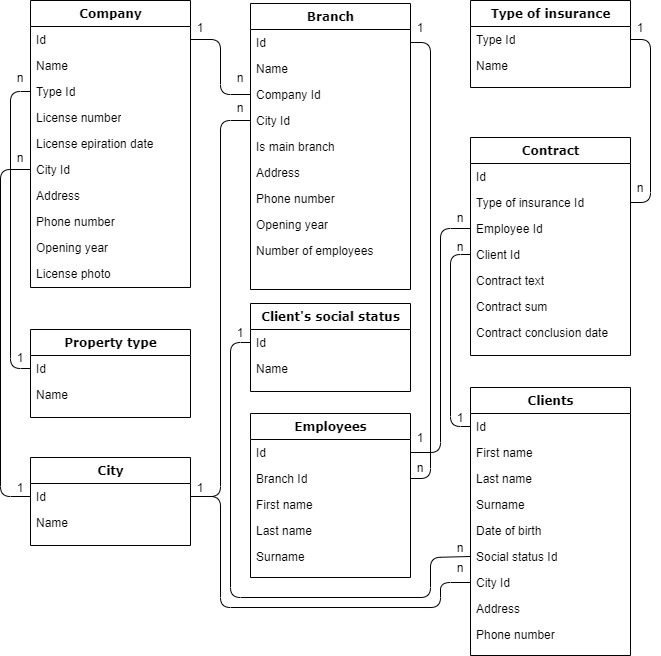 Company
Id
Name
Type Id
License number
License epiration date
City Id
Address
Phone number
Opening year
License photo
1
n
n
Property type
Id
Name
1
City
Id
Name
1
1
Branch
Id
Name
Company Id
City Id
Is main branch
Address
Phone number
Opening year
Number of employees
1
n
n
Client's social status
Id
Name
1
Employees
Id
Branch Id
First name
Last name
Surname
1
n
Type of insurance
Type Id
Name
1
Contract
Id
Type of insurance Id
Employee Id
Client Id
Contract text
Contract sum
Contract conclusion date
n
n
n
Clients
Id
First name
Last name
Surname
Date of birth
Social status Id
City Id
Address
Phone number
1
n
n